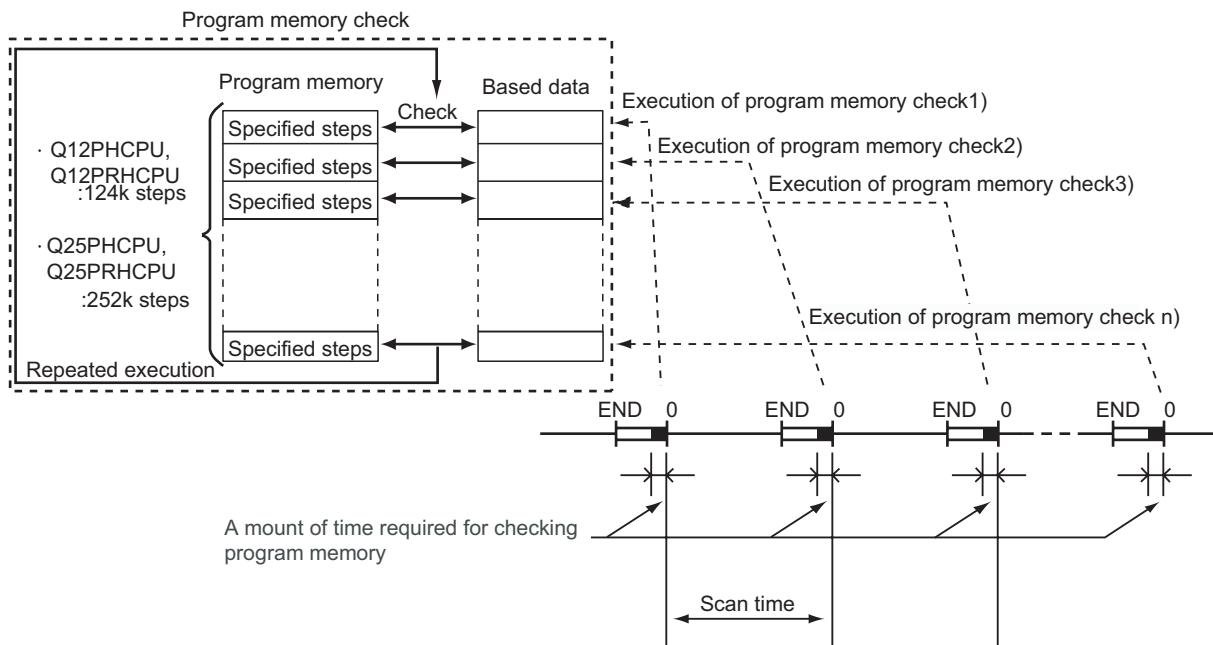 Program memory check
Program memory
Based data
Check
Specified steps
Specified steps
Specified steps
Specified steps
· Q12PHCPU,
Q12PRHCPU
:124k steps
· Q25PHCPU,
Q25PRHCPU
:252k steps
Repeated execution
Execution of program memory check1)
Execution of program memory check2)
Execution of program memory check3)
Execution of program memory check n)
END 0
END 0
END 0
END 0
A mount of time required for checking
program memory
Scan time